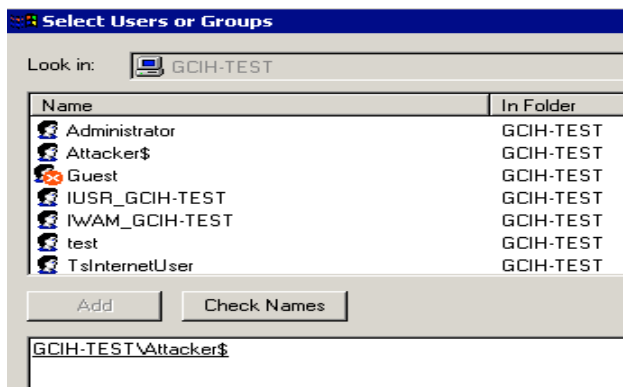 Select Users or Groups
Look in: GCIH-TEST
Name In Folder
Administrator GCIH-TEST
Attacker$ GCIH-TEST
Guest GCIH-TEST
IUSR_GCIH-TEST GCIH-TEST
IWAM_GCIH-TEST GCIH-TEST
test GCIH-TEST
TsInternetUser GCIH-TEST
Add Check Names
GCIH-TEST\Attacker$